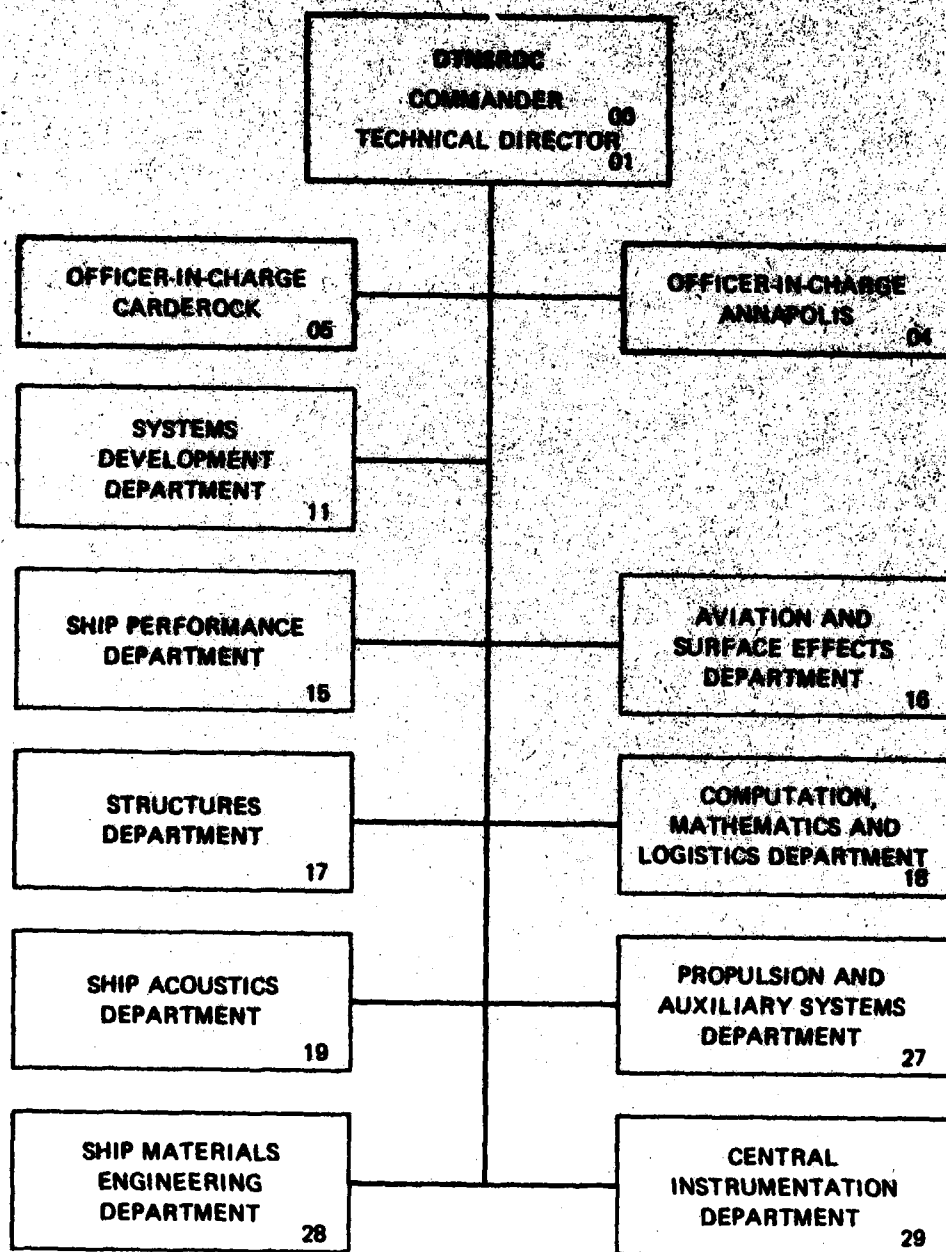 DTNSRDC
COMMANDER
00
TECHNICAL DIRECTOR
01
OFFICER-IN-CHARGE
CARDEROCK
05
OFFICER-IN-CHARGE
ANNAPOLIS
04
SYSTEMS
DEVELOPMENT
DEPARTMENT
11
SHIP PERFORMANCE
DEPARTMENT
15
AVIATION AND
SURFACE EFFECTS
DEPARTMENT
16
STRUCTURES
DEPARTMENT
17
COMPUTATION,
MATHEMATICS AND
LOGISTICS DEPARTMENT
18
SHIP ACOUSTICS
DEPARTMENT
19
PROPULSION AND
AUXILIARY SYSTEMS
DEPARTMENT
27
SHIP MATERIALS
ENGINEERING
DEPARTMENT
28
CENTRAL
INSTRUMENTATION
DEPARTMENT
29